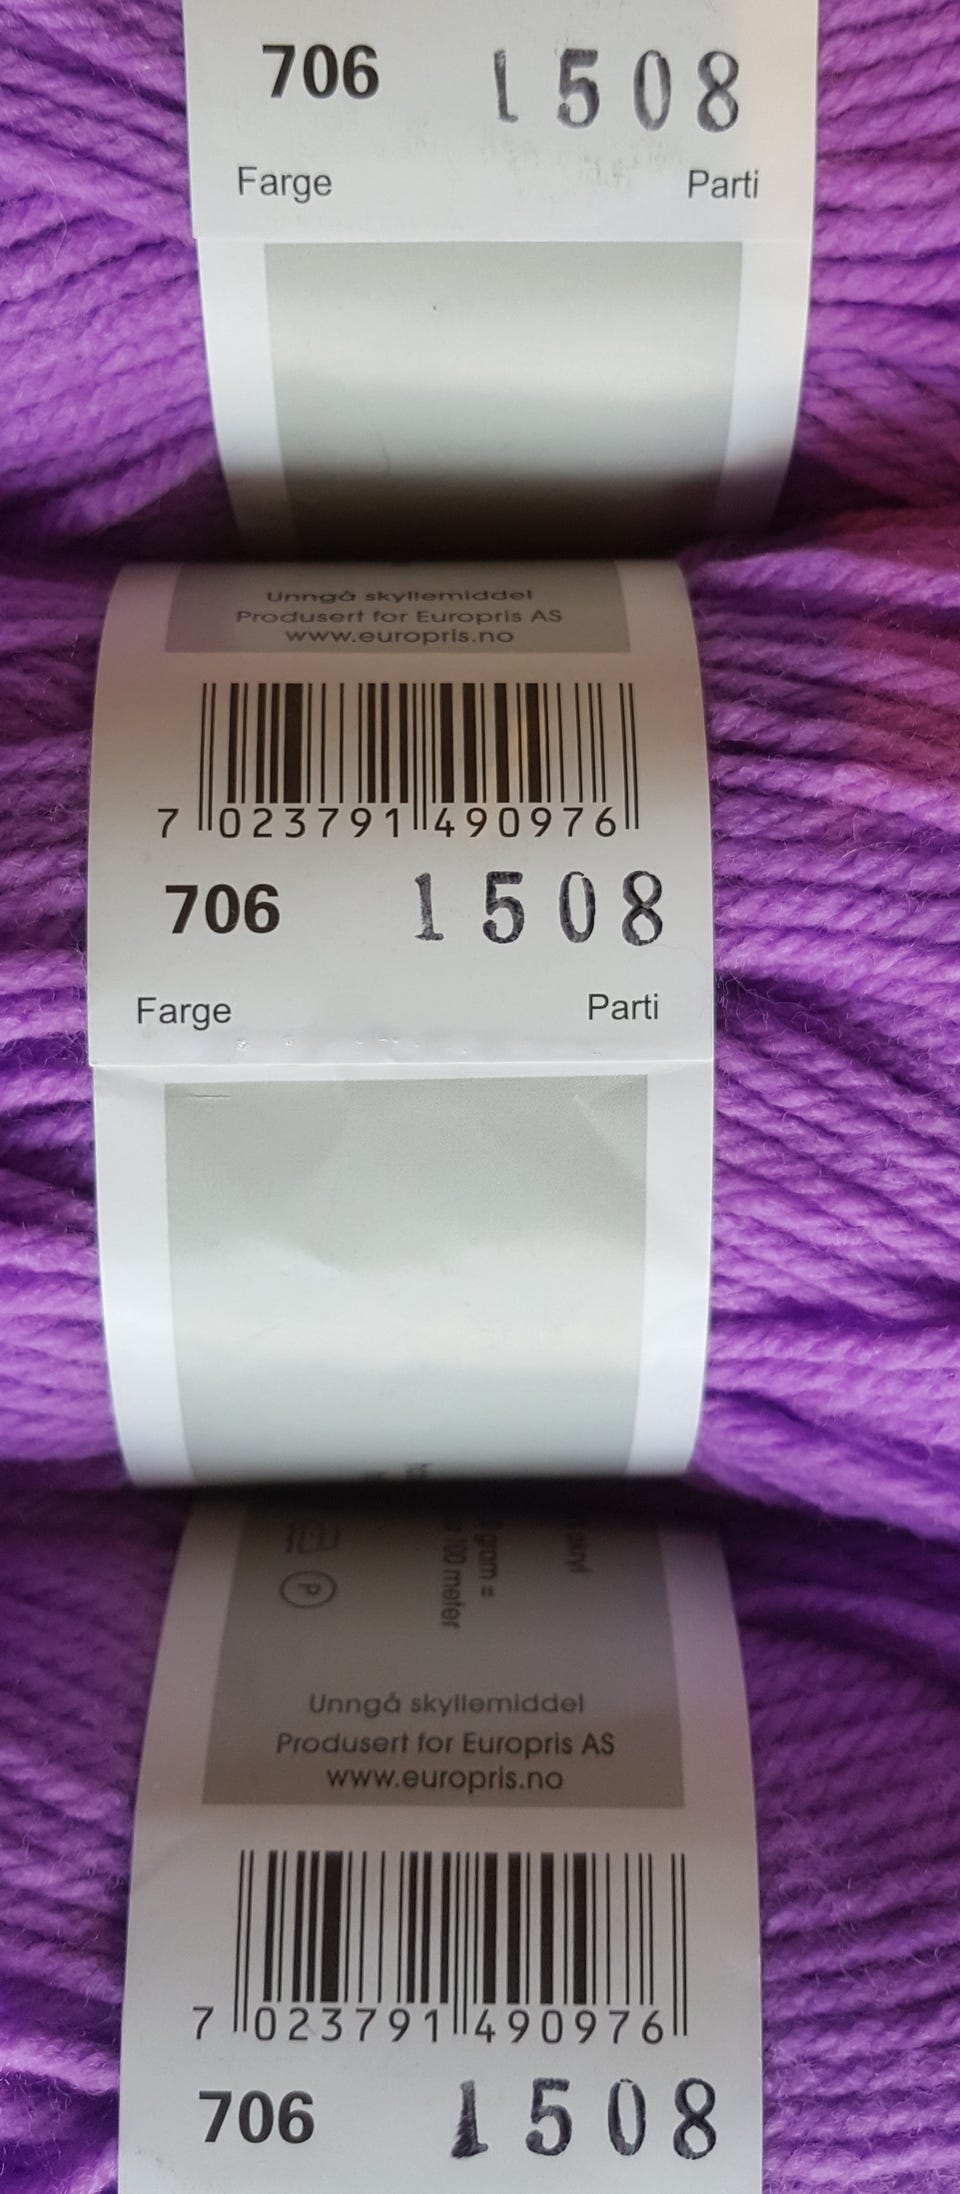 706 1508
Farge Parti
Unngå skyllemiddel
Produsert for Europris AS
www.europris.no
7 023791 490976
706 1508
Farge Parti
gram =
100 meter
P
Unngå skyllemiddel
Produsert for Europris AS
www.europris.no
7 023791 490976
706 1508